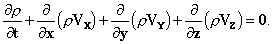 ∂ρ/∂t + ∂/∂x (ρV_X) + ∂/∂y (ρV_Y) + ∂/∂z (ρV_Z) = 0.